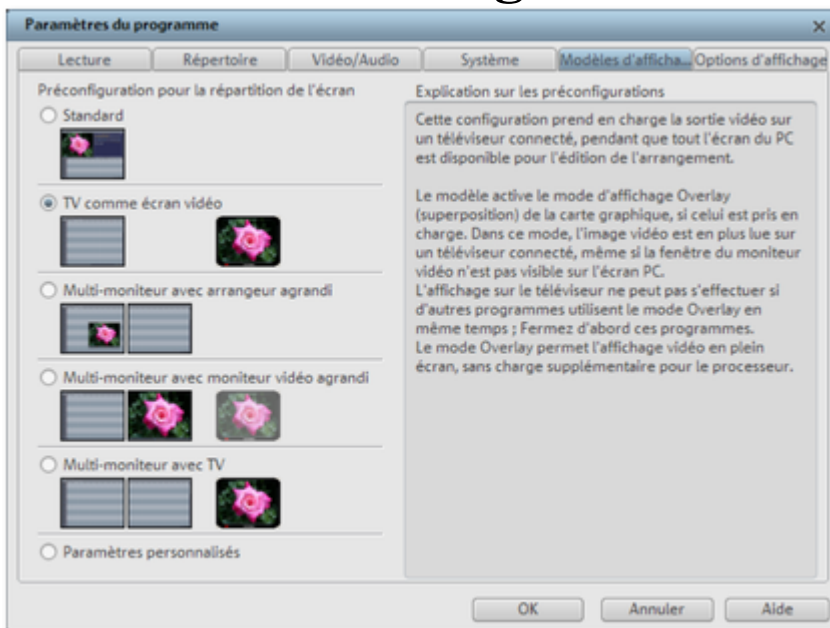 Paramètres du programme
Lecture
Répertoire
Vidéo/Audio
Système
Modèles d'afficha...
Options d'affichage
Préconfiguration pour la répartition de l'écran
Standard
TV comme écran vidéo
Multi-moniteur avec arrangeur agrandi
Multi-moniteur avec moniteur vidéo agrandi
Multi-moniteur avec TV
Paramètres personnalisés
Explication sur les préconfigurations
Cette configuration prend en charge la sortie vidéo sur
un téléviseur connecté, pendant que tout l'écran du PC
est disponible pour l'édition de l'arrangement.
Le modèle active le mode d'affichage Overlay
(superposition) de la carte graphique, si celui est pris en
charge. Dans ce mode, l'image vidéo est en plus lue sur
un téléviseur connecté, même si la fenêtre du moniteur
vidéo n'est pas visible sur l'écran PC.
L'affichage sur le téléviseur ne peut pas s'effectuer si
d'autres programmes utilisent le mode Overlay en
même temps ; Fermez d'abord ces programmes.
Le mode Overlay permet l'affichage vidéo en plein
écran, sans charge supplémentaire pour le processeur.
OK
Annuler
Aide